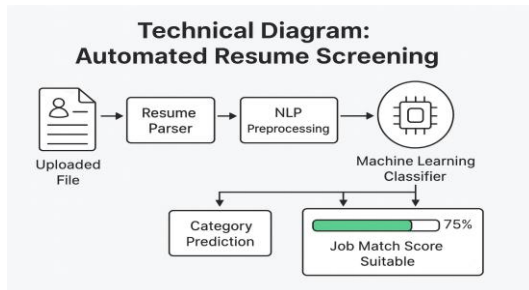 Technical Diagram:
Automated Resume Screening
Uploaded
File
Resume
Parser
NLP
Preprocessing
Machine Learning
Classifier
Category
Prediction
75%
Job Match Score
Suitable